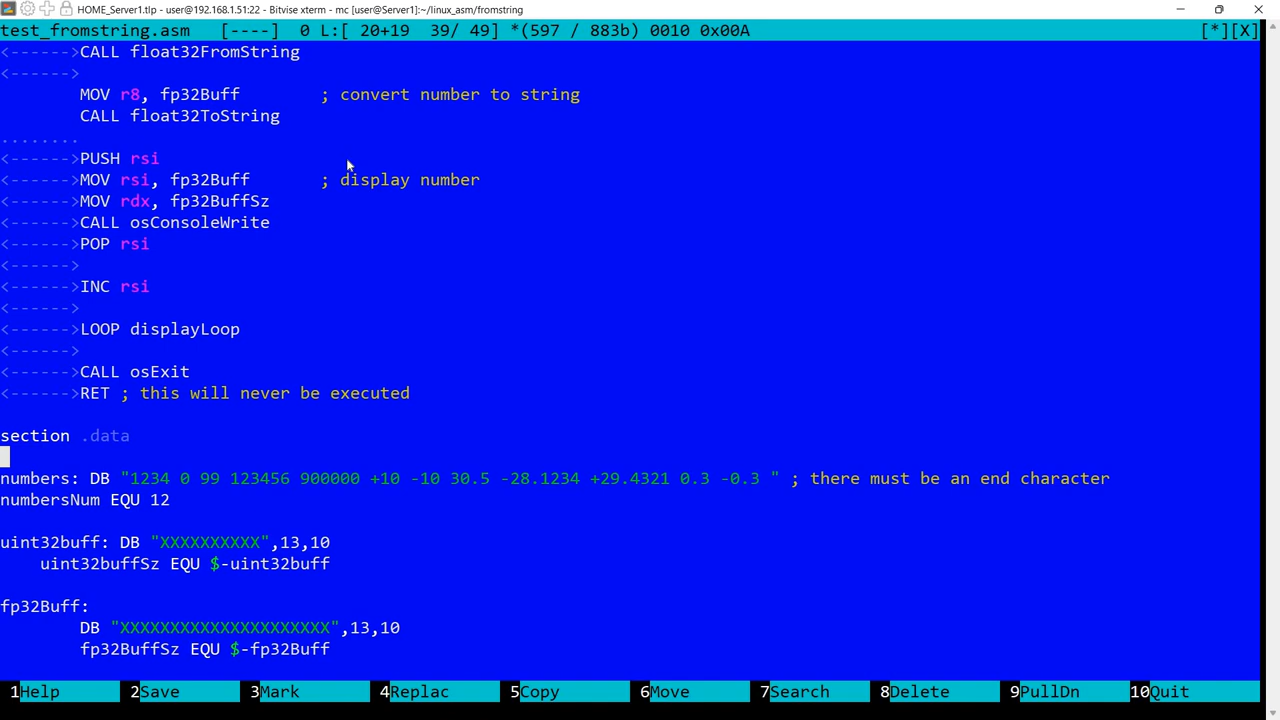 HOME_Server1.tlp - user@192.168.1.51:22 - Bitvise xterm - mc [user@Server1]:~/linux_asm/fromstring
test_fromstring.asm   [----]  0 L:[ 20+19  39/ 49] *(597 / 883b) 0010 0x00A                                             [*][X]
<------>CALL float32FromString
<------>
        MOV r8, fp32Buff        ; convert number to string
        CALL float32ToString
........
<------>PUSH rsi
<------>MOV rsi, fp32Buff       ; display number
<------>MOV rdx, fp32BuffSz
<------>CALL osConsoleWrite
<------>POP rsi
<------>
<------>INC rsi
<------>
<------>LOOP displayLoop
<------>
<------>CALL osExit
<------>RET ; this will never be executed
section .data
numbers: DB "1234 0 99 123456 900000 +10 -10 30.5 -28.1234 +29.4321 0.3 -0.3 " ; there must be an end character
numbersNum EQU 12
uint32buff: DB "XXXXXXXXXX",13,10
    uint32buffSz EQU $-uint32buff
fp32Buff:
        DB "XXXXXXXXXXXXXXXXXXXXX",13,10
        fp32BuffSz EQU $-fp32Buff
1Help 2Save 3Mark 4Replac 5Copy 6Move 7Search 8Delete 9PullDn 10Quit